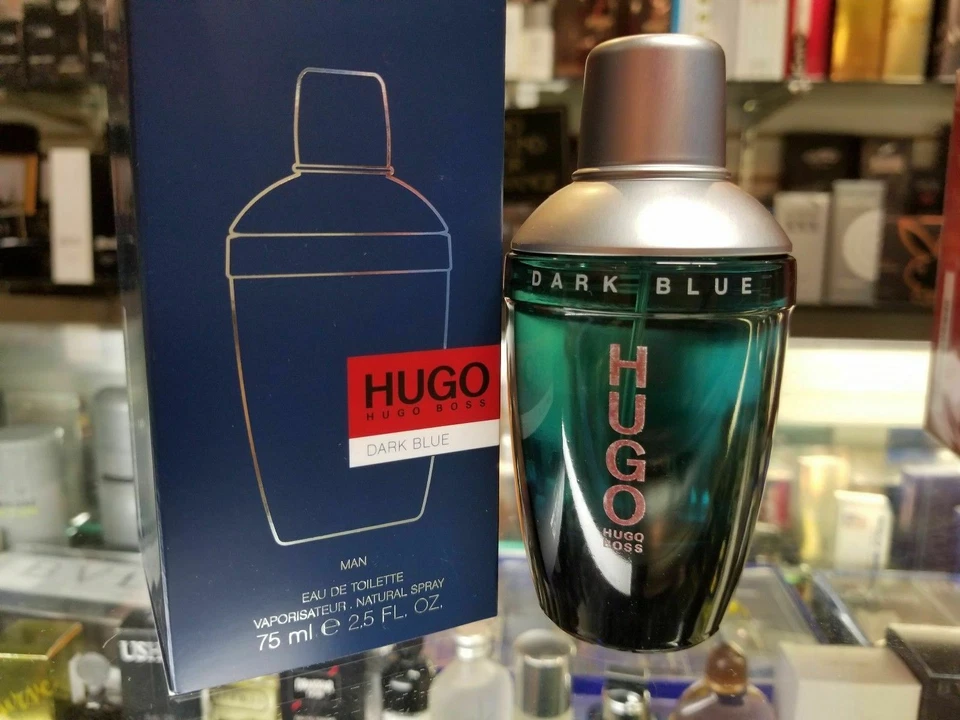 HUGO
HUGO BOSS
DARK BLUE
MAN
EAU DE TOILETTE
VAPORISATEUR . NATURAL SPRAY
75 ml ℮ 2.5 FL. OZ.
DARK BLUE
HUGO
HUGO
BOSS